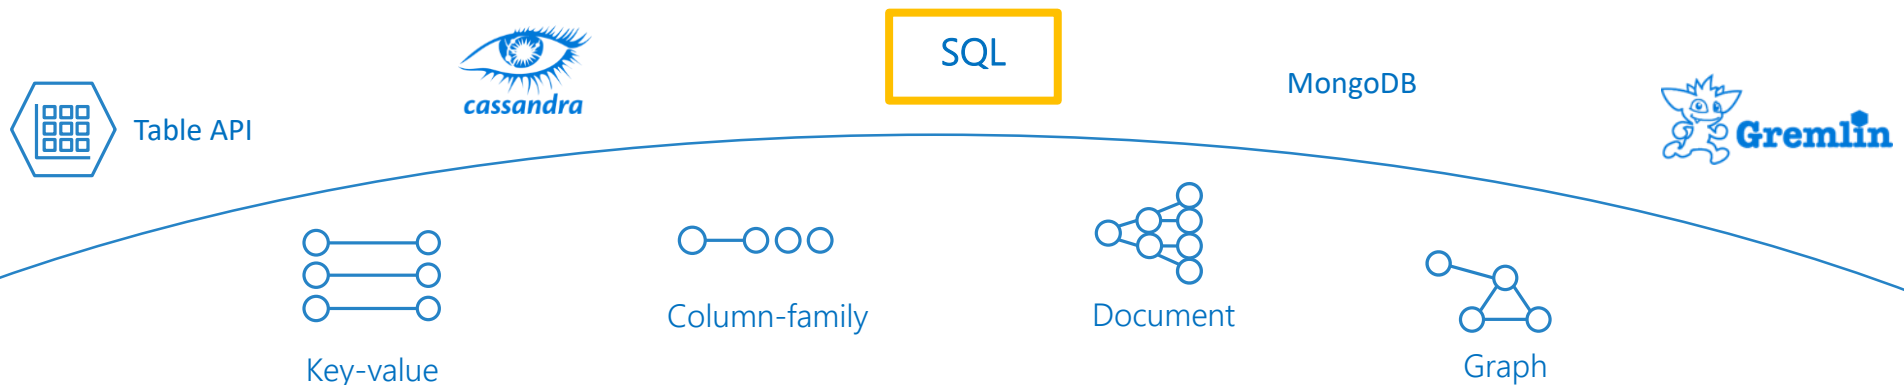 Table API
cassandra
SQL
MongoDB
Gremlin
Key-value
Column-family
Document
Graph